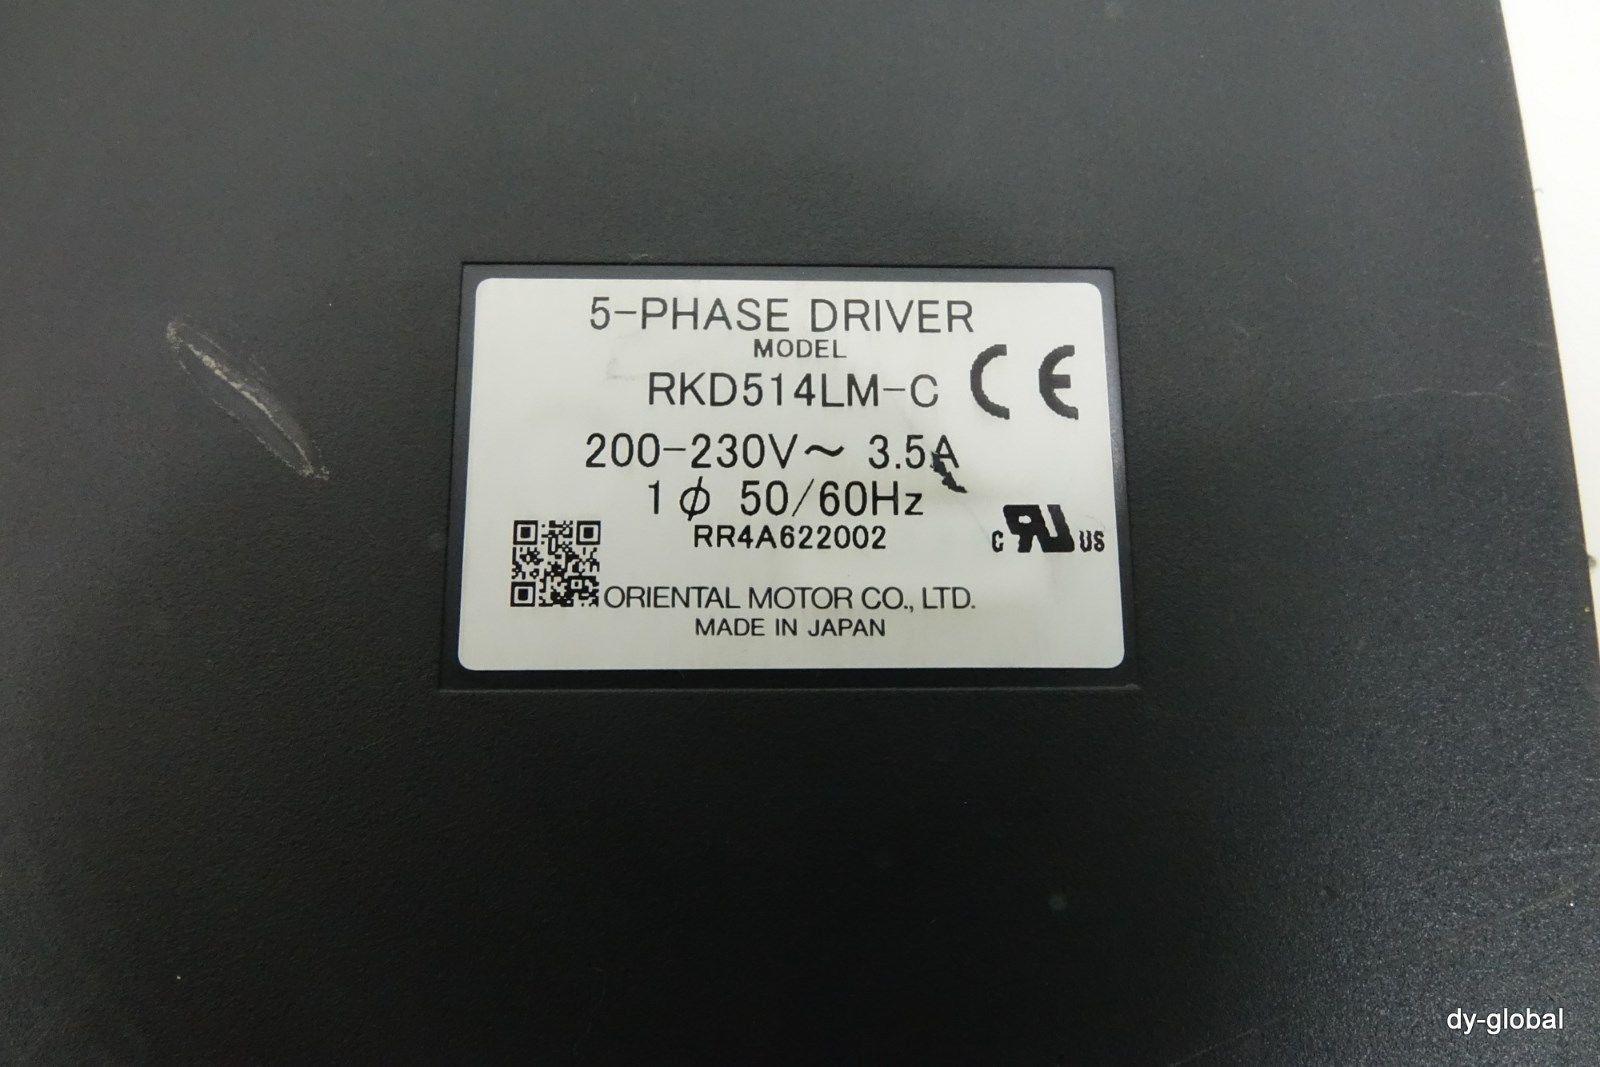 5-PHASE DRIVER
MODEL
RKD514LM-C
CE
200-230V～ 3.5A
1ϕ 50/60Hz
RR4A622002
c RU US
ORIENTAL MOTOR CO., LTD.
MADE IN JAPAN
dy-global